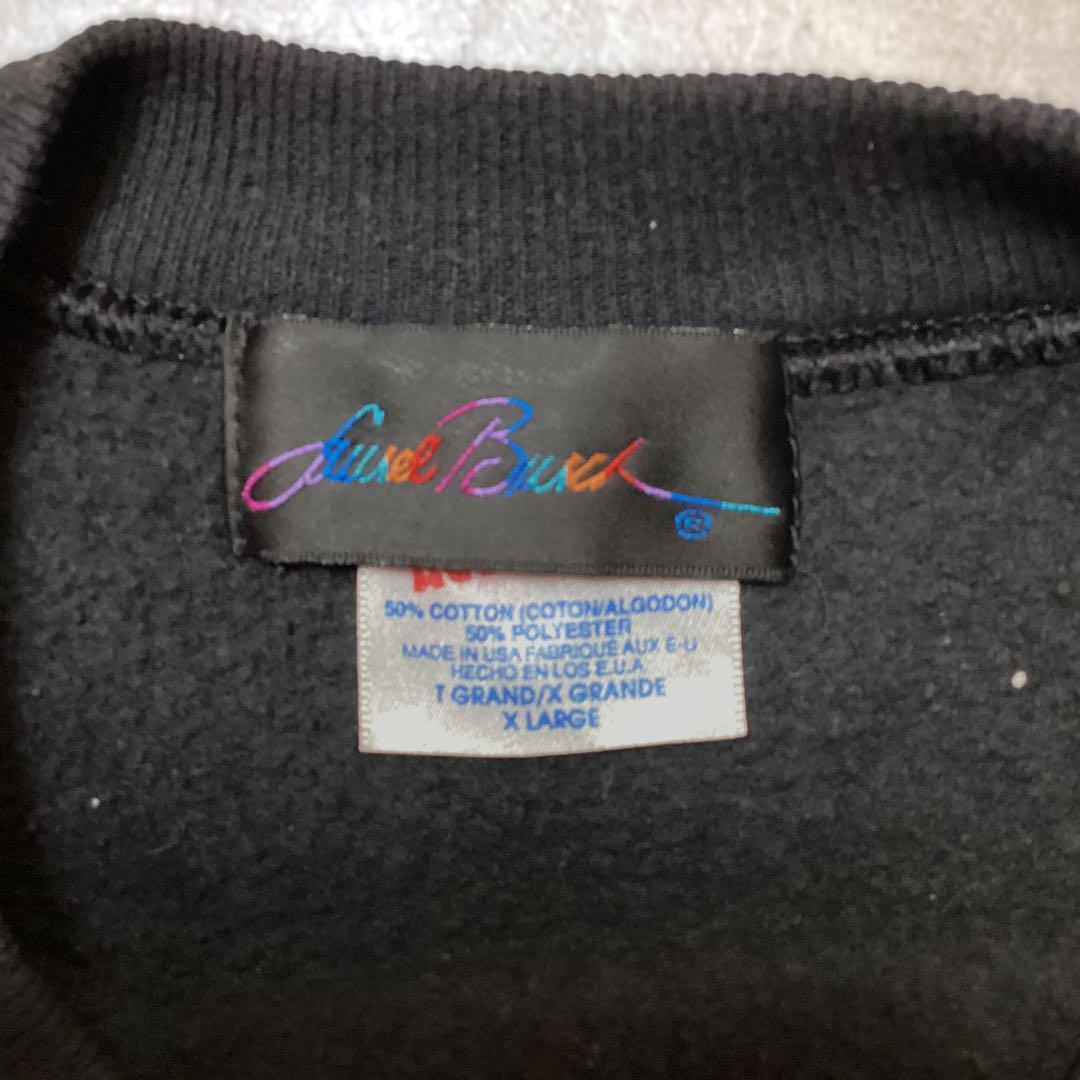 Laurel Burch
®
50% COTTON (COTON/ALGODON)
50% POLYESTER
MADE IN USA FABRIQUE AUX E-U
HECHO EN LOS E.U.A.
T GRAND/X GRANDE
X LARGE